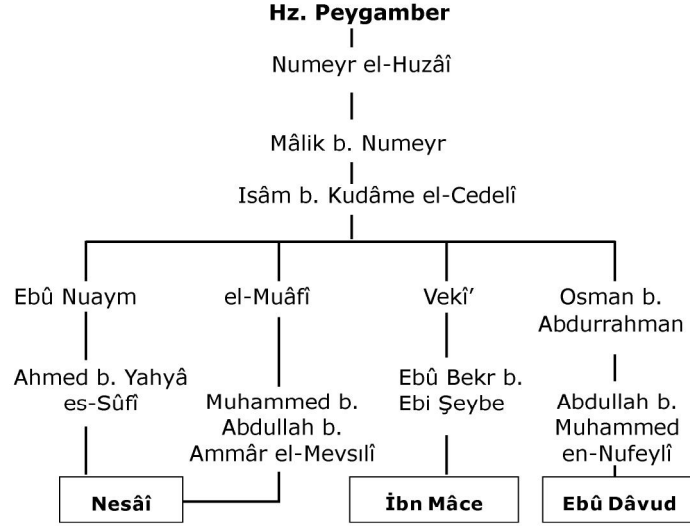 Hz. Peygamber
Numeyr el-Huzâî
Mâlik b. Numeyr
Isâm b. Kudâme el-Cedelî
Ebû Nuaym
el-Muâfî
Vekî’
Osman b.
Abdurrahman
Ahmed b. Yahyâ
es-Sûfî
Muhammed b.
Abdullah b.
Ammâr el-Mevsılî
Ebû Bekr b.
Ebi Şeybe
Abdullah b.
Muhammed
en-Nufeylî
Nesâî
İbn Mâce
Ebû Dâvud